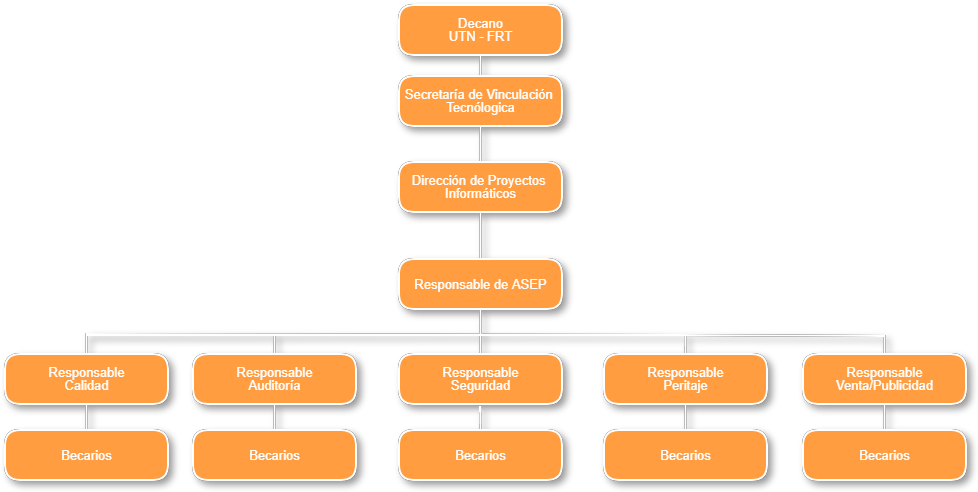 Decano
UTN - FRT
Secretaría de Vinculación
Tecnólogica
Dirección de Proyectos
Informáticos
Responsable de ASEP
Responsable
Calidad
Responsable
Auditoría
Responsable
Seguridad
Responsable
Peritaje
Responsable
Venta/Publicidad
Becarios
Becarios
Becarios
Becarios
Becarios